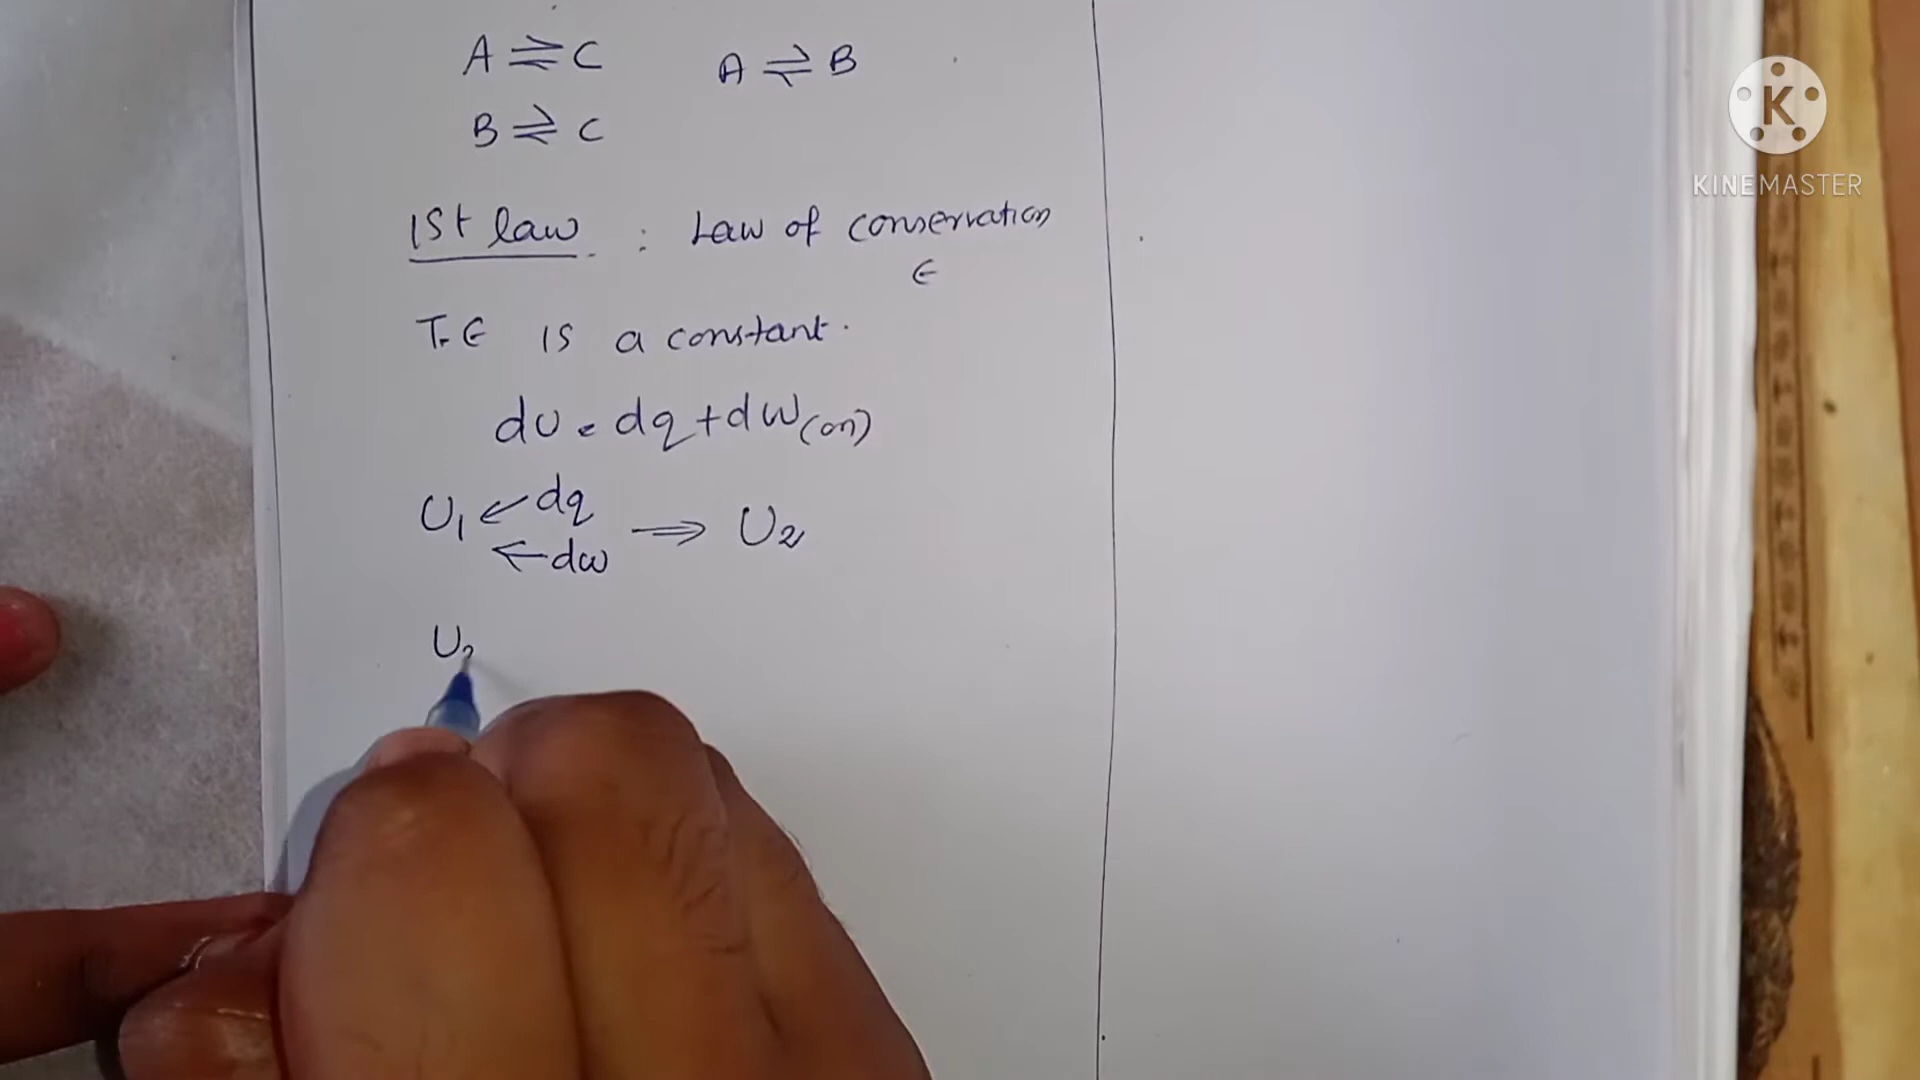 A ⇌ C A ⇌ B
B ⇌ C
1st law : Law of conservation
E
T.E is a constant.
dU = dq + dw (on)
U₁ ← dq
← dw ⇒ U₂
U₂
K
KINEMASTER